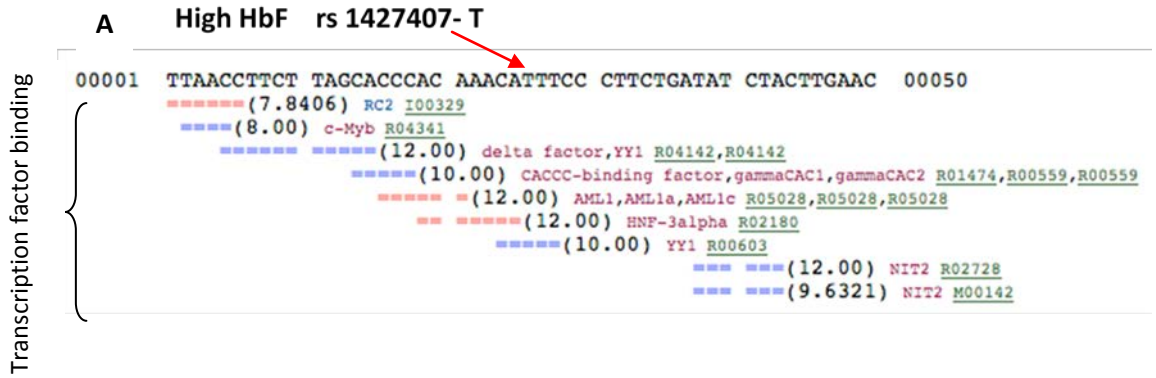 A High HbF rs 1427407- T
Transcription factor binding
00001 TTAACCTTCT TAGCACCCAC AAACATTTCC CTTCTGATAT CTACTTGAAC 00050
======(7.8406) RC2 I00329
====(8.00) c-Myb R04341
====== =====(12.00) delta factor,YY1 R04142,R04142
=====(10.00) CACCC-binding factor,gammaCAC1,gammaCAC2 R01474,R00559,R00559
===== =(12.00) AML1,AML1a,AML1c R05028,R05028,R05028
== =====(12.00) HNF-3alpha R02180
=====(10.00) YY1 R00603
=== ===(12.00) NIT2 R02728
=== ===(9.6321) NIT2 M00142